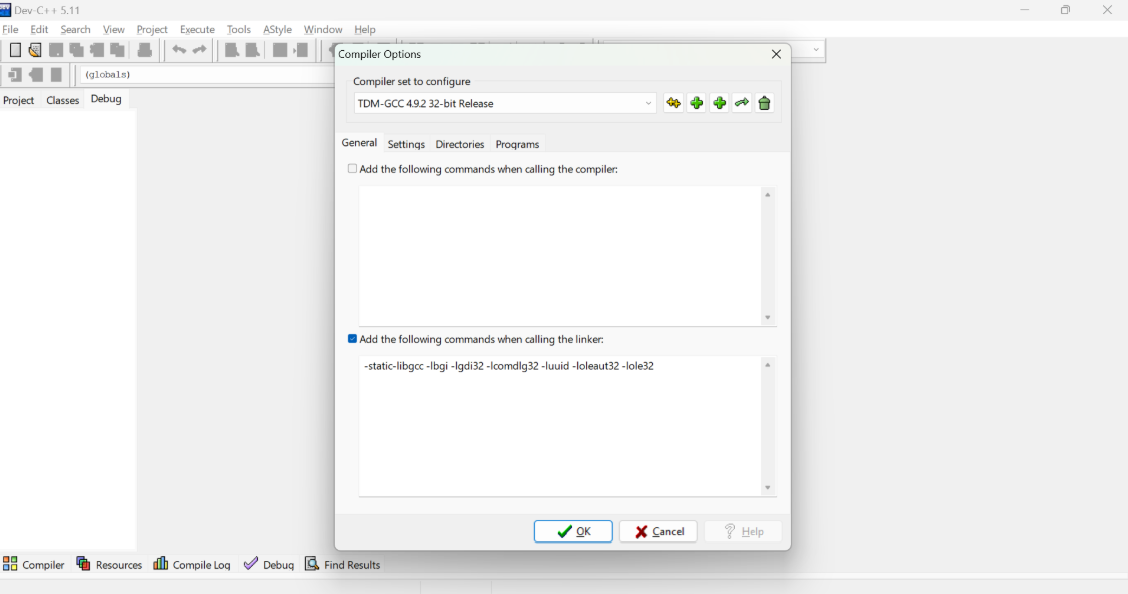 Dev-C++ 5.11
File Edit Search View Project Execute Tools AStyle Window Help
(globals)
Project Classes Debug
Compiler Options
Compiler set to configure
TDM-GCC 4.9.2 32-bit Release
General Settings Directories Programs
Add the following commands when calling the compiler:
Add the following commands when calling the linker:
-static-libgcc -lbgi -lgdi32 -lcomdlg32 -luuid -loleaut32 -lole32
OK Cancel Help
Compiler Resources Compile Log Debug Find Results